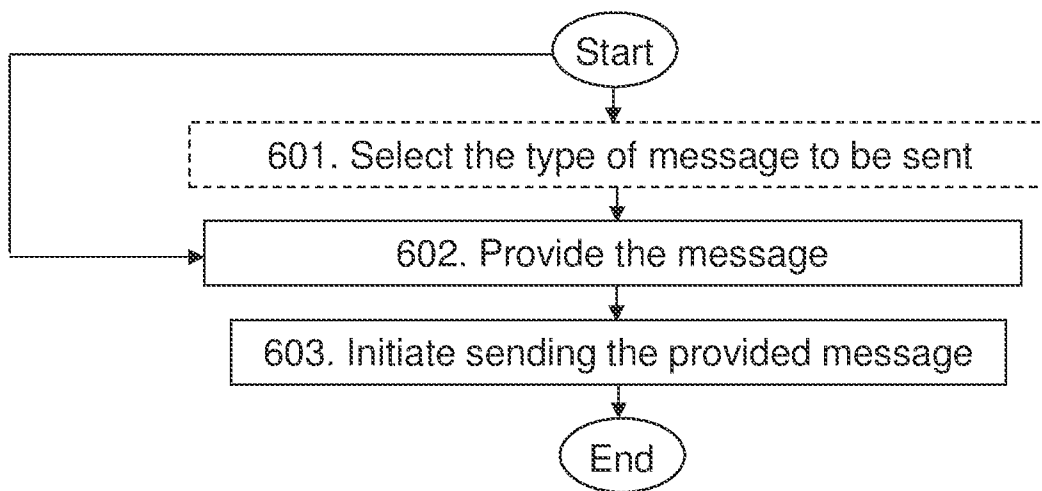 Start
601. Select the type of message to be sent
602. Provide the message
603. Initiate sending the provided message
End